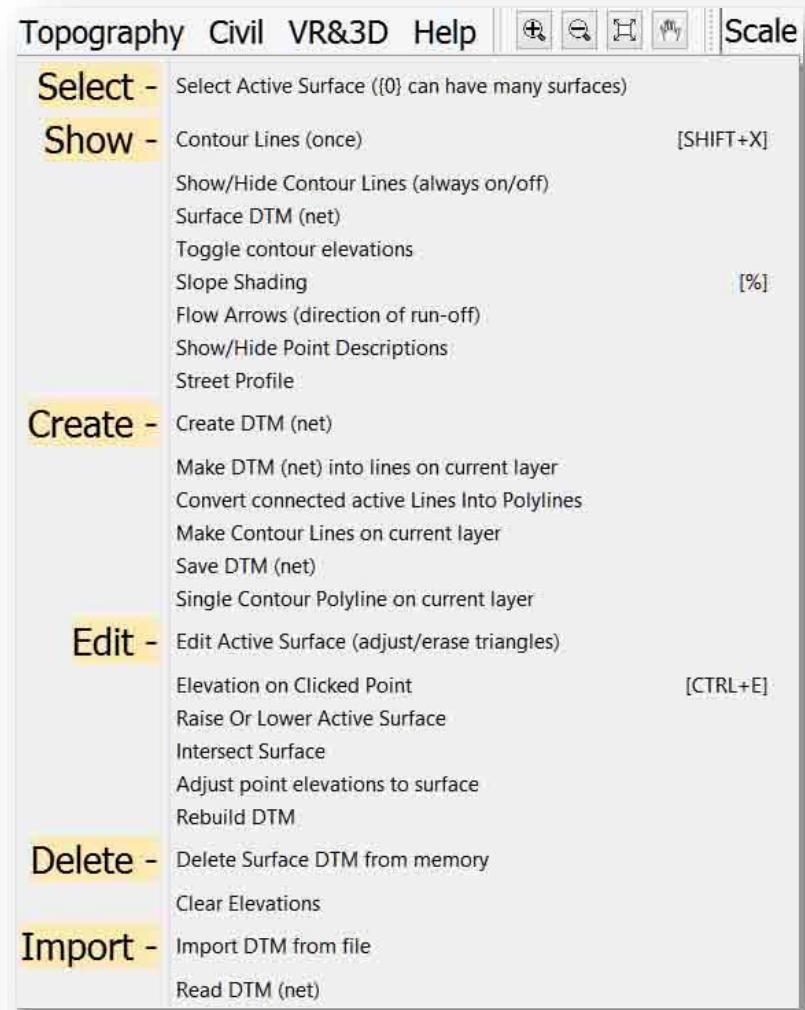 Topography Civil VR&3D Help Scale
Select - Select Active Surface ({0} can have many surfaces)
Show - Contour Lines (once) [SHIFT+X]
Show/Hide Contour Lines (always on/off)
Surface DTM (net)
Toggle contour elevations
Slope Shading [%]
Flow Arrows (direction of run-off)
Show/Hide Point Descriptions
Street Profile
Create - Create DTM (net)
Make DTM (net) into lines on current layer
Convert connected active Lines Into Polylines
Make Contour Lines on current layer
Save DTM (net)
Single Contour Polyline on current layer
Edit - Edit Active Surface (adjust/erase triangles)
Elevation on Clicked Point [CTRL+E]
Raise Or Lower Active Surface
Intersect Surface
Adjust point elevations to surface
Rebuild DTM
Delete - Delete Surface DTM from memory
Clear Elevations
Import - Import DTM from file
Read DTM (net)